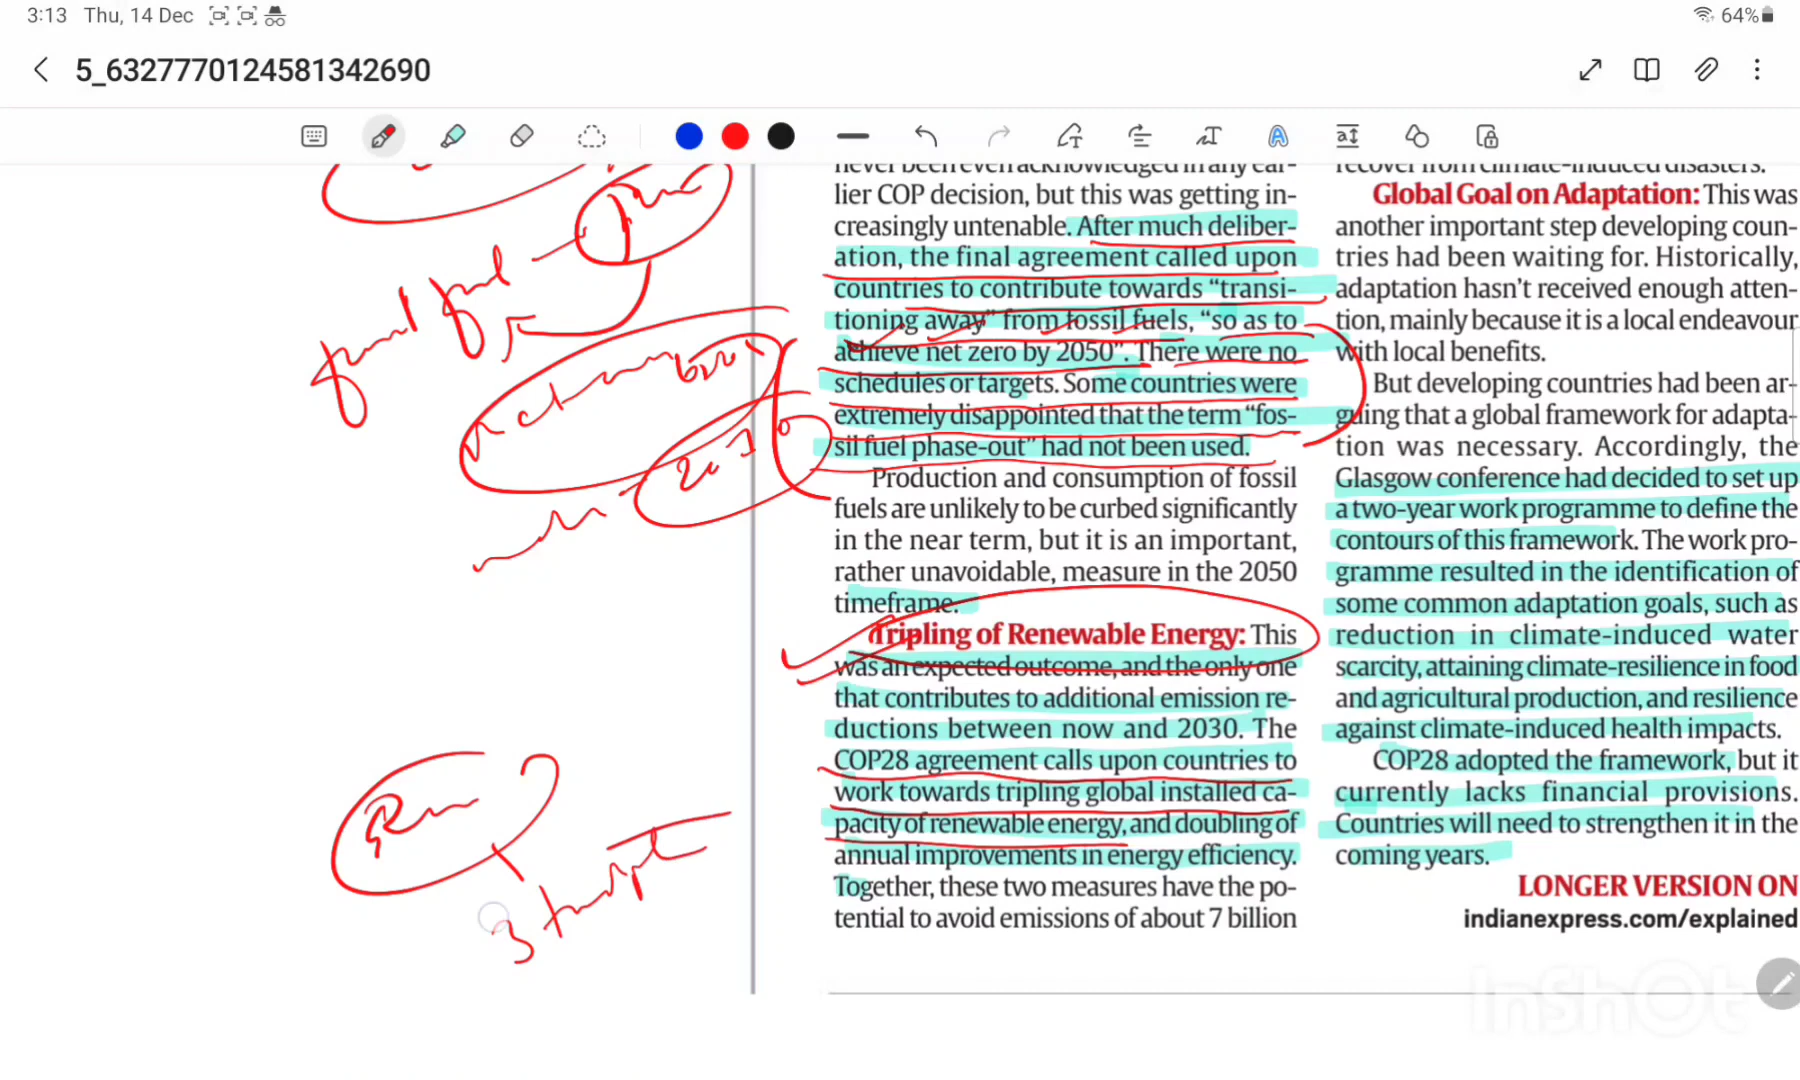 3:13 Thu, 14 Dec
64%
5_6327770124581342690
never been even acknowledged in any ear-
lier COP decision, but this was getting in-
creasingly untenable. After much deliber-
ation, the final agreement called upon
countries to contribute towards “transi-
tioning away” from fossil fuels, “so as to
achieve net zero by 2050”. There were no
schedules or targets. Some countries were
extremely disappointed that the term “fos-
sil fuel phase-out” had not been used.
Production and consumption of fossil
fuels are unlikely to be curbed significantly
in the near term, but it is an important,
rather unavoidable, measure in the 2050
timeframe.
Tripling of Renewable Energy: This
was an expected outcome, and the only one
that contributes to additional emission re-
ductions between now and 2030. The
COP28 agreement calls upon countries to
work towards tripling global installed ca-
pacity of renewable energy, and doubling of
annual improvements in energy efficiency.
Together, these two measures have the po-
tential to avoid emissions of about 7 billion
recover from climate-induced disasters.
Global Goal on Adaptation: This was
another important step developing coun-
tries had been waiting for. Historically,
adaptation hasn’t received enough atten-
tion, mainly because it is a local endeavour
with local benefits.
But developing countries had been ar-
guing that a global framework for adapta-
tion was necessary. Accordingly, the
Glasgow conference had decided to set up
a two-year work programme to define the
contours of this framework. The work pro-
gramme resulted in the identification of
some common adaptation goals, such as
reduction in climate-induced water
scarcity, attaining climate-resilience in food
and agricultural production, and resilience
against climate-induced health impacts.
COP28 adopted the framework, but it
currently lacks financial provisions.
Countries will need to strengthen it in the
coming years.
LONGER VERSION ON
indianexpress.com/explained
fuel
3
InShOt